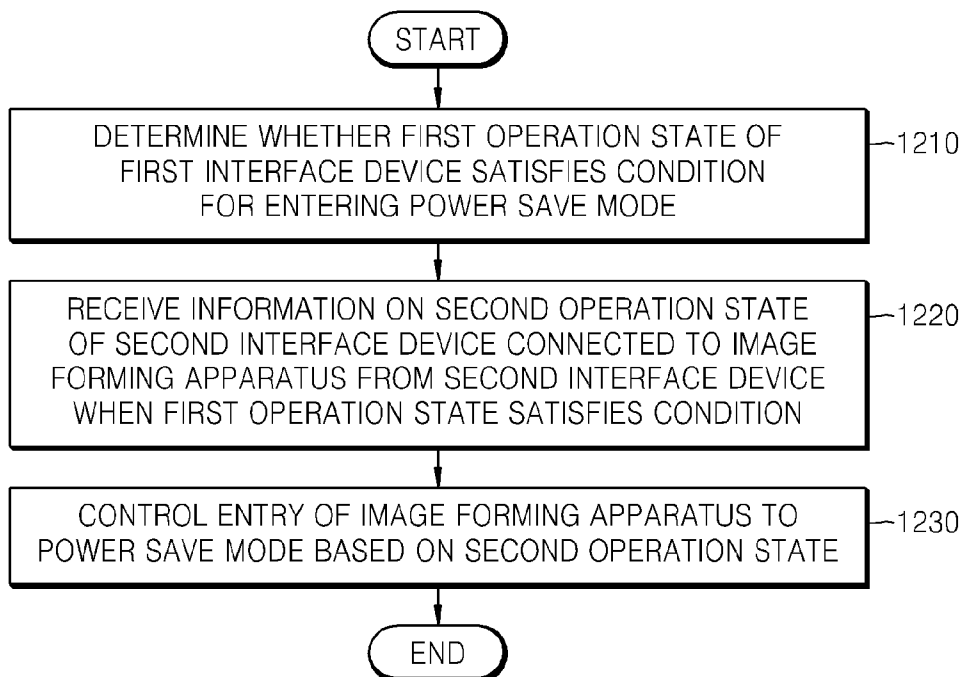 START
DETERMINE WHETHER FIRST OPERATION STATE OF
FIRST INTERFACE DEVICE SATISFIES CONDITION
FOR ENTERING POWER SAVE MODE
1210
RECEIVE INFORMATION ON SECOND OPERATION STATE
OF SECOND INTERFACE DEVICE CONNECTED TO IMAGE
FORMING APPARATUS FROM SECOND INTERFACE DEVICE
WHEN FIRST OPERATION STATE SATISFIES CONDITION
1220
CONTROL ENTRY OF IMAGE FORMING APPARATUS TO
POWER SAVE MODE BASED ON SECOND OPERATION STATE
1230
END